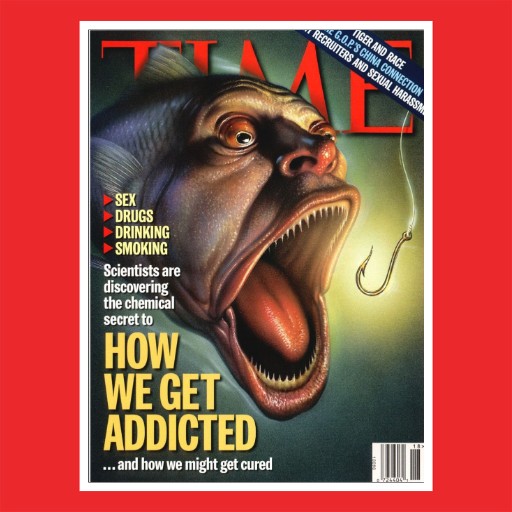 TIME
TIGER AND RACE
G.O.P.'S CHINA CONNECTION
RECRUITERS AND SEXUAL
SEX
DRUGS
DRINKING
SMOKING
Scientists are
discovering
the chemical
secret to
HOW
WE GET
ADDICTED
...and how we might get cured